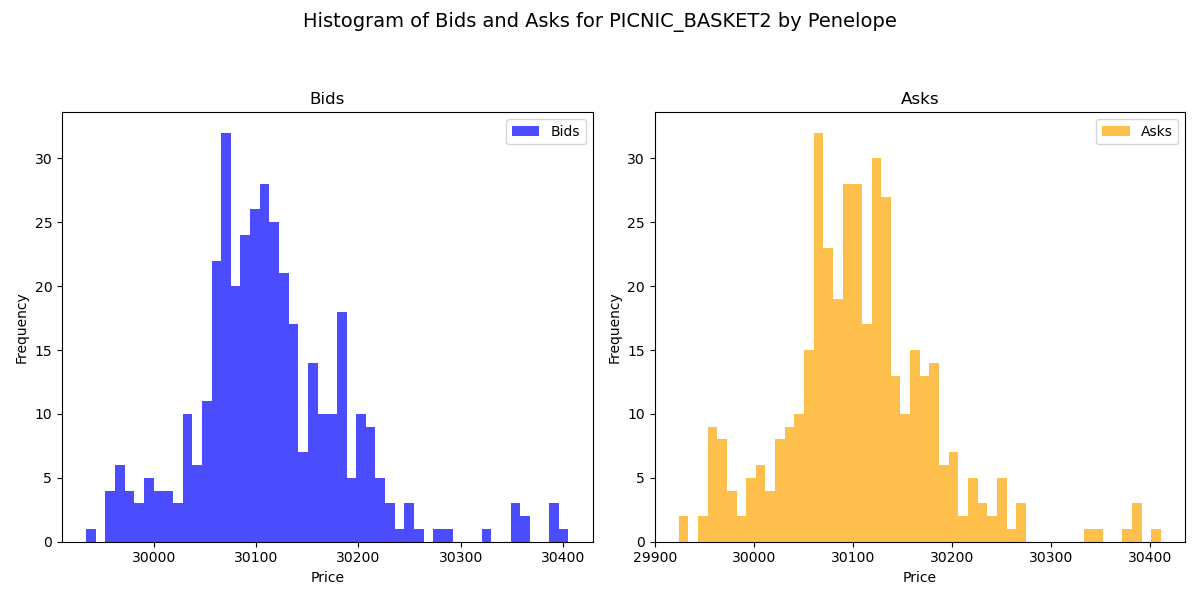 Histogram of Bids and Asks for PICNIC_BASKET2 by Penelope
Bids
Bids
Frequency
30
25
20
15
10
5
0
30000 30100 30200 30300 30400
Price
Asks
Asks
Frequency
30
25
20
15
10
5
0
29900 30000 30100 30200 30300 30400
Price